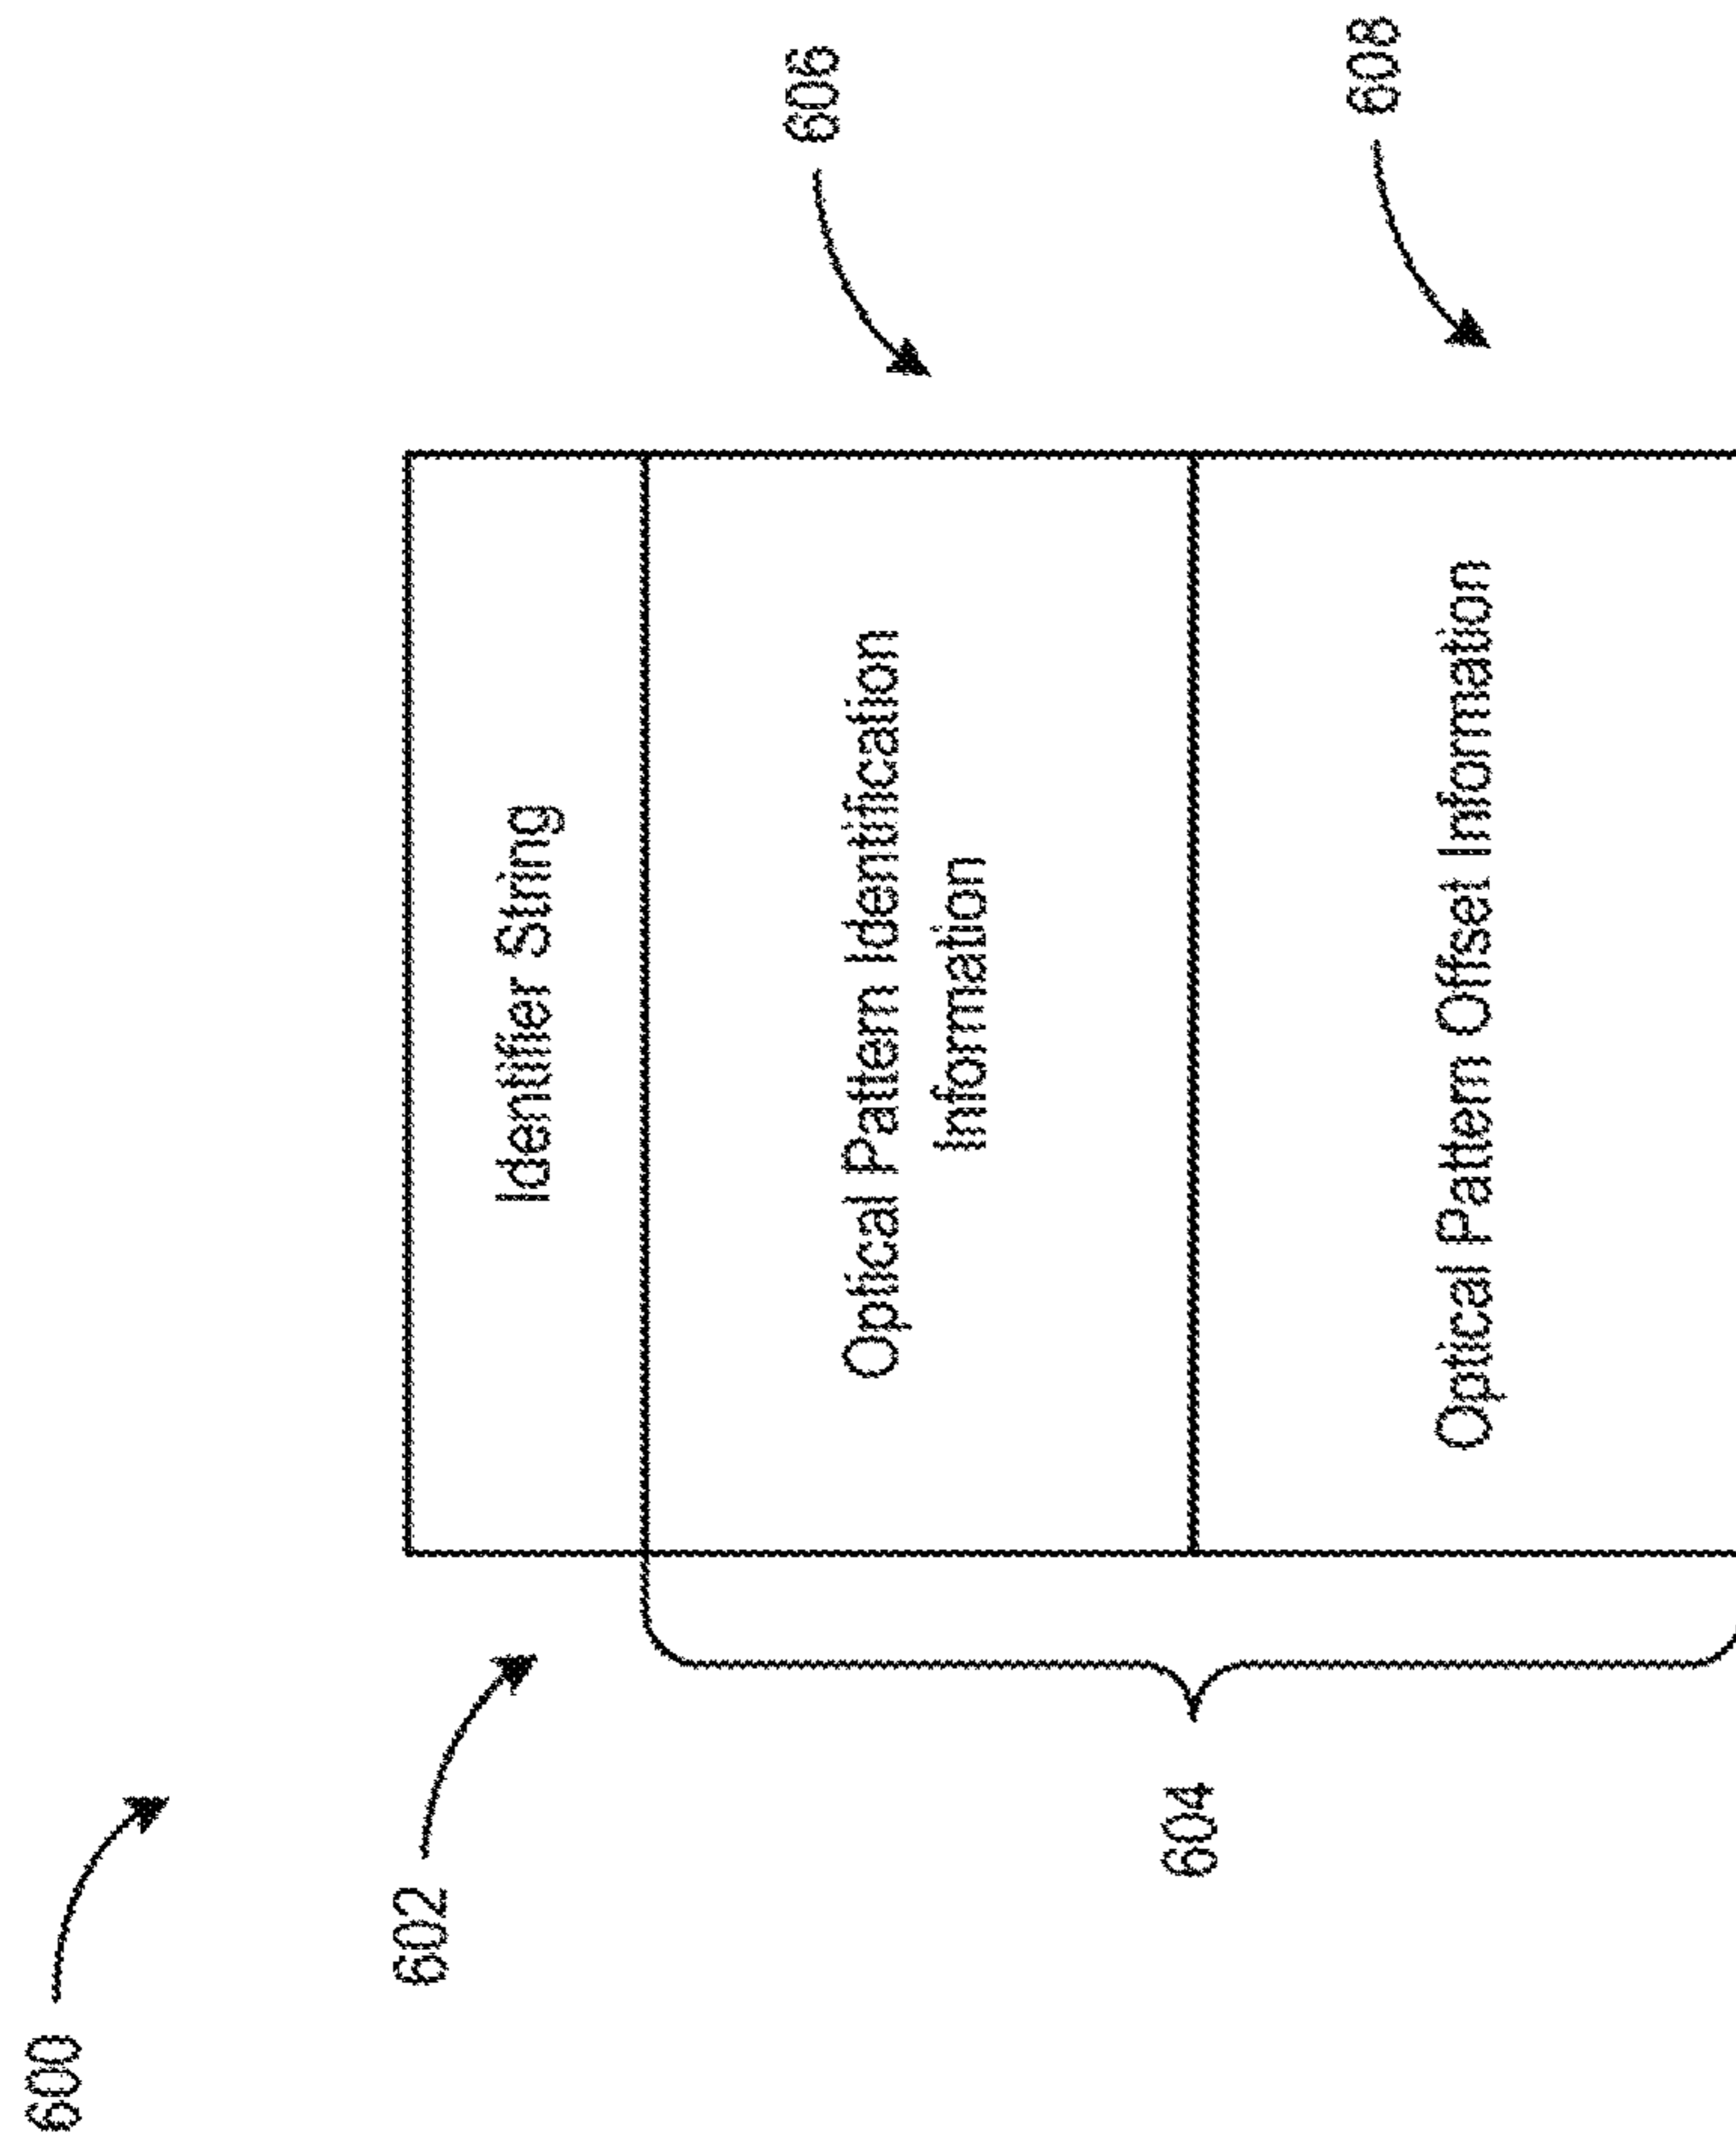 600
602
Identifier String
606
Optical Pattern Identification
Information
604
608
Optical Pattern Offset Information